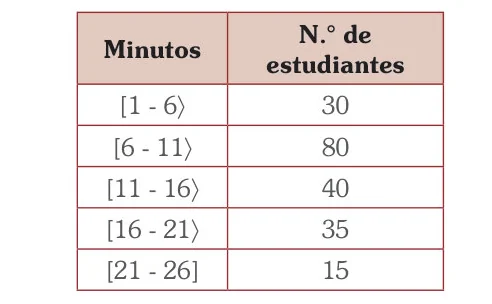 Minutos N.° de estudiantes
[1 - 6⟩ 30
[6 - 11⟩ 80
[11 - 16⟩ 40
[16 - 21⟩ 35
[21 - 26] 15